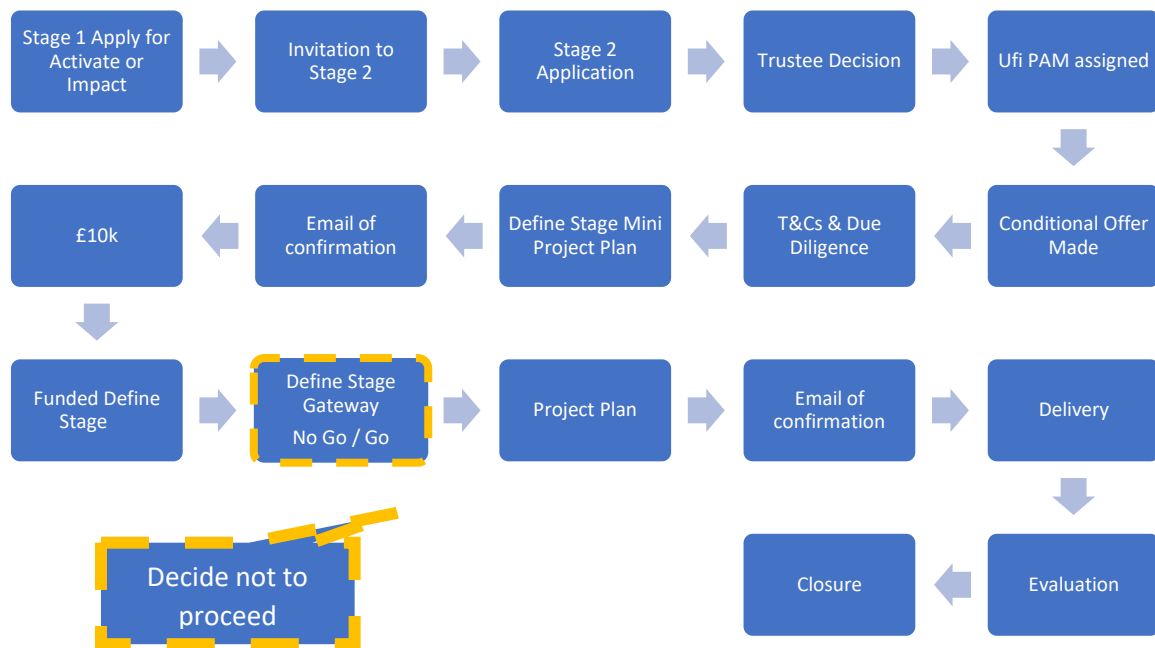 Stage 1 Apply for
Activate or
Impact
Invitation to
Stage 2
Stage 2
Application
Trustee Decision
Ufi PAM assigned
Conditional Offer
Made
T&Cs & Due
Diligence
Define Stage Mini
Project Plan
Email of
confirmation
£10k
Funded Define
Stage
Define Stage
Gateway
No Go / Go
Project Plan
Email of
confirmation
Delivery
Evaluation
Closure
Decide not to
proceed